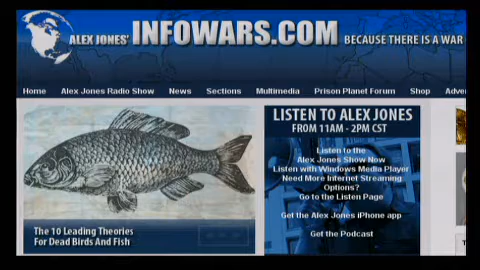 ALEX JONES' INFOWARS.COM BECAUSE THERE IS A WAR
Home Alex Jones Radio Show News Sections Multimedia Prison Planet Forum Shop
LISTEN TO ALEX JONES
FROM 11AM - 2PM CST
Listen to the
Alex Jones Show Now
Listen with Windows Media Player
Need More Internet Streaming
Options?
Go to the Listen Page
Get the Alex Jones iPhone app
Get the Podcast
The 10 Leading Theories
For Dead Birds And Fish